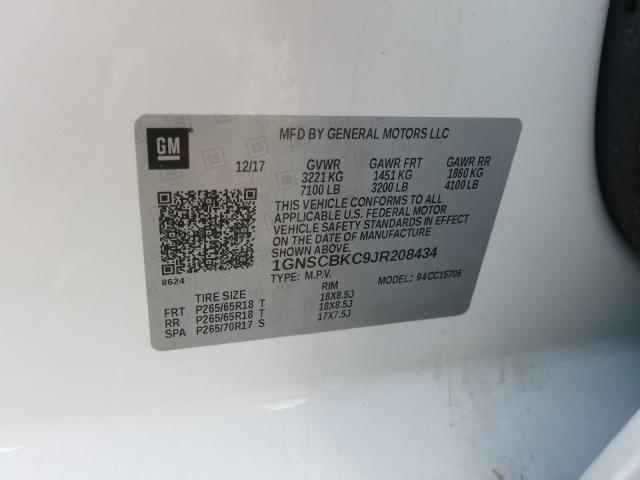 GM
MFD BY GENERAL MOTORS LLC
12/17 GVWR GAWR FRT GAWR RR
3221 KG 1451 KG 1860 KG
7100 LB 3200 LB 4100 LB
THIS VEHICLE CONFORMS TO ALL
APPLICABLE U.S. FEDERAL MOTOR
VEHICLE SAFETY STANDARDS IN EFFECT
ON THE DATE OF MANUFACTURE
SHOWN ABOVE.
1GNSCBKC9JR208434
8624
TYPE: M.P.V. MODEL: 94CC15706
TIRE SIZE RIM
FRT P265/65R18 T 18X8.5J
RR P265/65R18 T 18X8.5J
SPA P265/70R17 S 17X7.5J